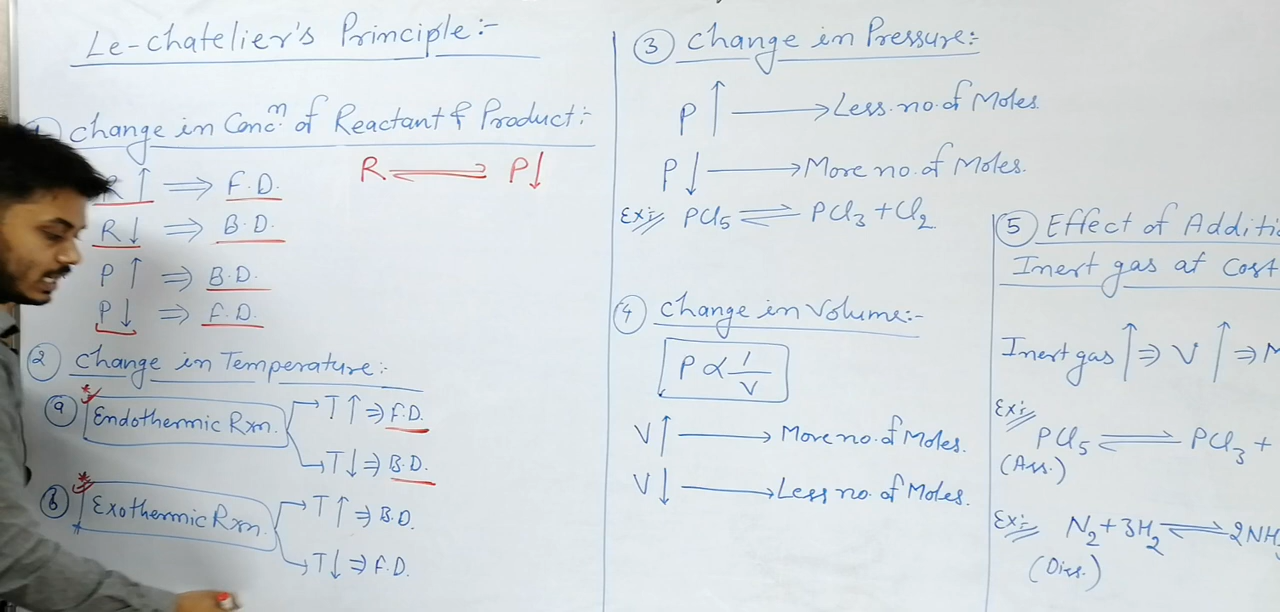 Le-chatelier's Principle:-
1 change in Concⁿ. of Reactant & Product:-
R ⇌ P↓
R ↑ ⇒ F.D.
R↓ ⇒ B.D.
P ↑ ⇒ B.D.
P↓ ⇒ F.D.
② change in Temperature:-
ⓐ Endothermic Rxn. → T↑ ⇒ F.D.
→ T↓ ⇒ B.D.
ⓑ Exothermic Rxn. → T↑ ⇒ B.D.
→ T↓ ⇒ F.D.
③ change in Pressure:-
P ↑ → Less. no. of Moles.
P ↓ → More no. of Moles.
Ex:- PCl₅ ⇌ PCl₃ + Cl₂
④ change in Volume:-
P ∝ 1/V
V↑ → More no. of Moles.
V↓ → Less no. of Moles.
⑤ Effect of Additi
Inert gas at Cost
Inert gas ↑ ⇒ V ↑ ⇒ M
Ex:-
PCl₅ ⇌ PCl₃ +
(Ass.)
Ex:- N₂ + 3H₂ ⇌ 2NH₃
(Diss.)